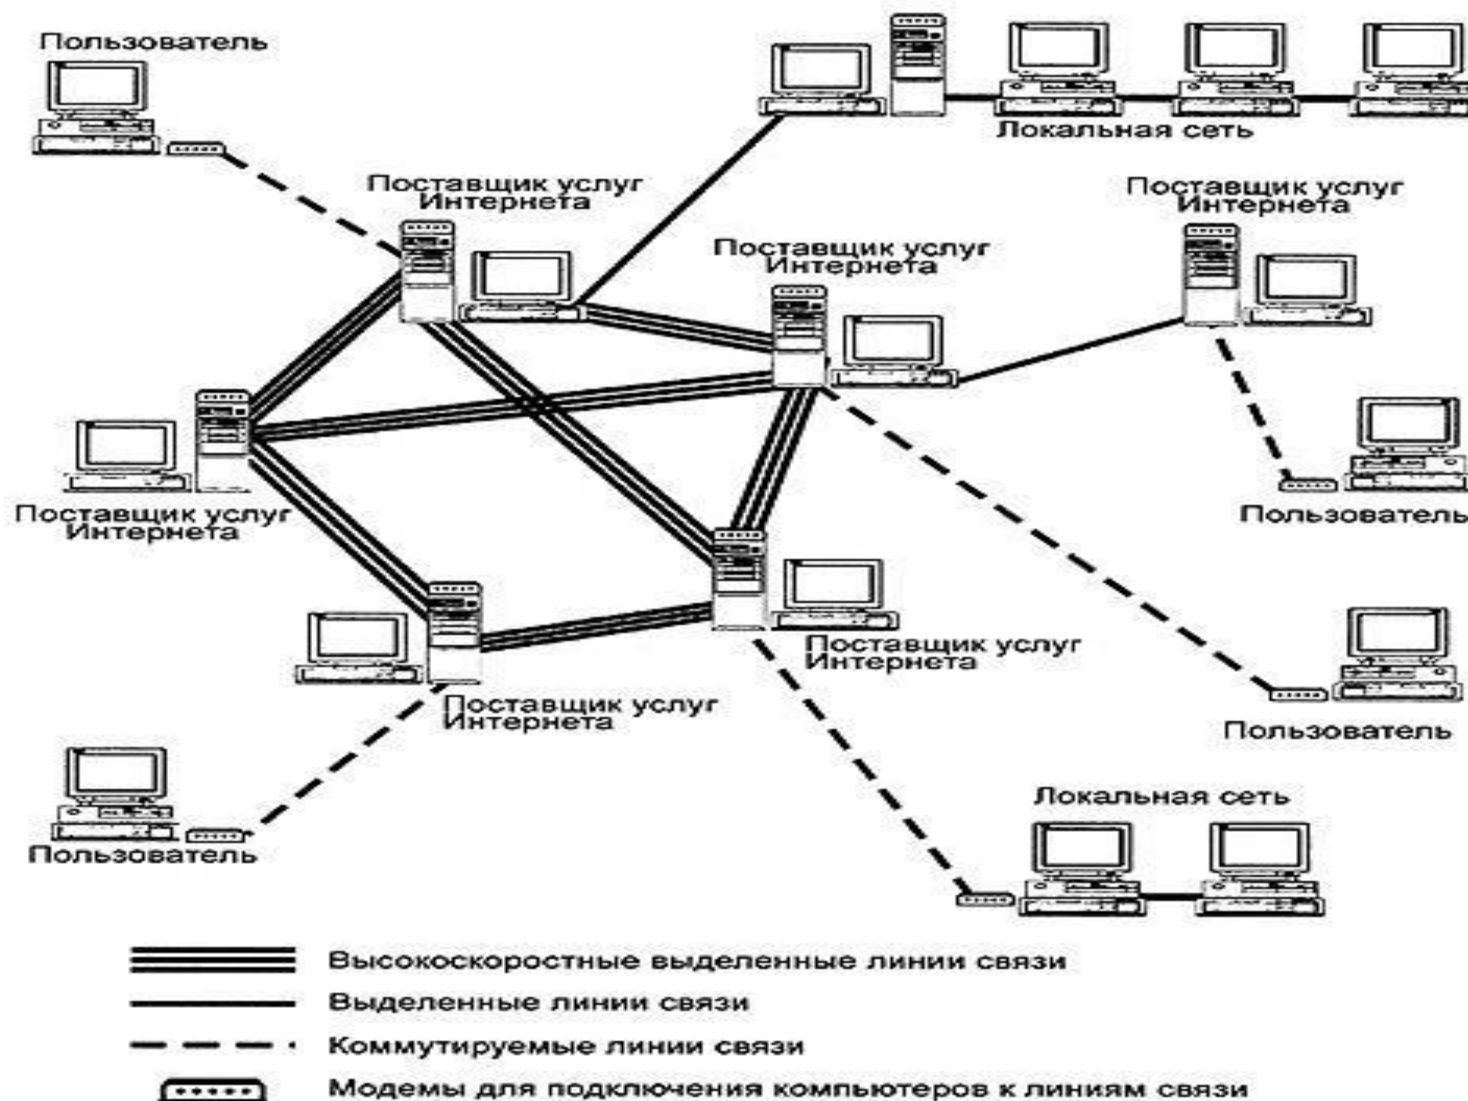 Пользователь
Локальная сеть
Поставщик услуг
Интернета
Поставщик услуг
Интернета
Поставщик услуг
Интернета
Поставщик услуг
Интернета
Пользователь
Поставщик услуг
Интернета
Поставщик услуг
Интернета
Пользователь
Локальная сеть
Пользователь
Высокоскоростные выделенные линии связи
Выделенные линии связи
Коммутируемые линии связи
Модемы для подключения компьютеров к линиям связи